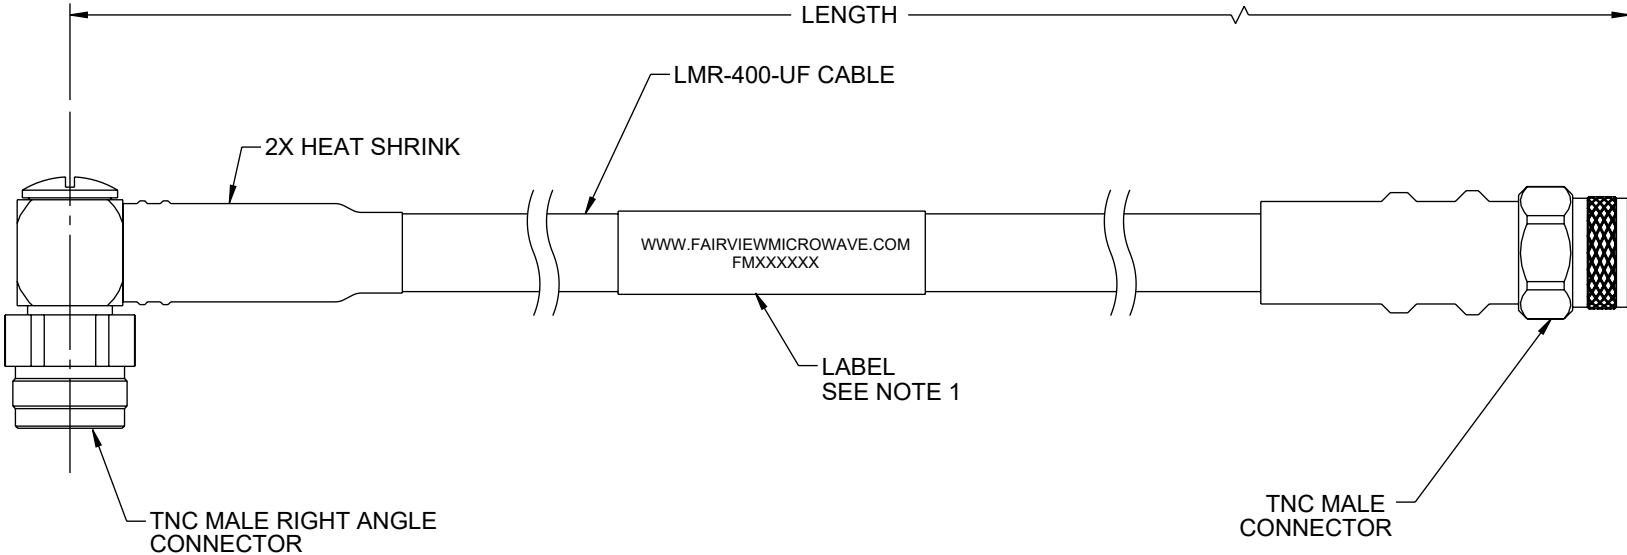 LENGTH
LMR-400-UF CABLE
2X HEAT SHRINK
WWW.FAIRVIEWMICROWAVE.COM
FMXXXXXX
LABEL
SEE NOTE 1
TNC MALE RIGHT ANGLE
CONNECTOR
TNC MALE
CONNECTOR